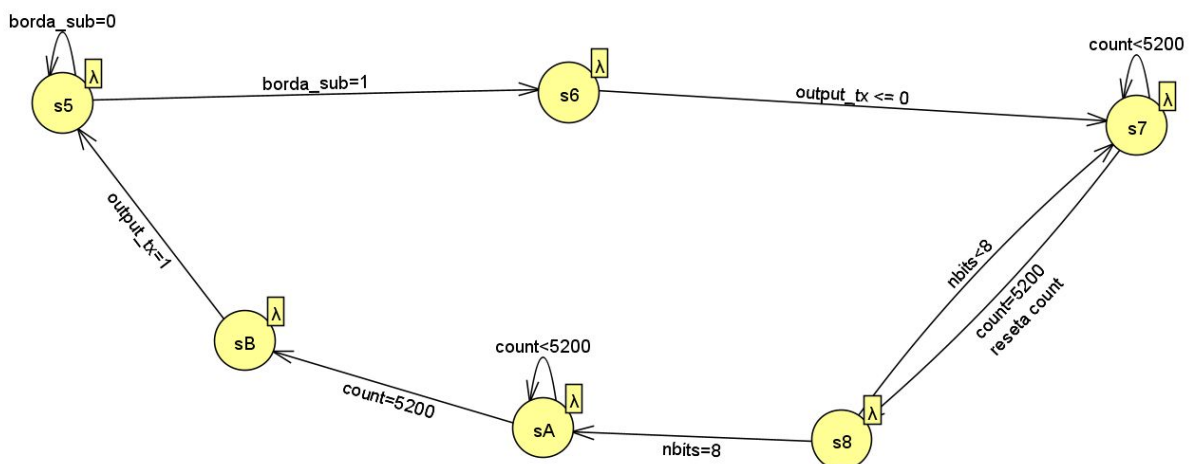 borda_sub=0
λ
s5
borda_sub=1
λ
s6
output_tx <= 0
count<5200
λ
s7
output_tx=1
nbits<8
count=5200
reseta count
λ
sB
count=5200
count<5200
λ
sA
nbits=8
λ
s8